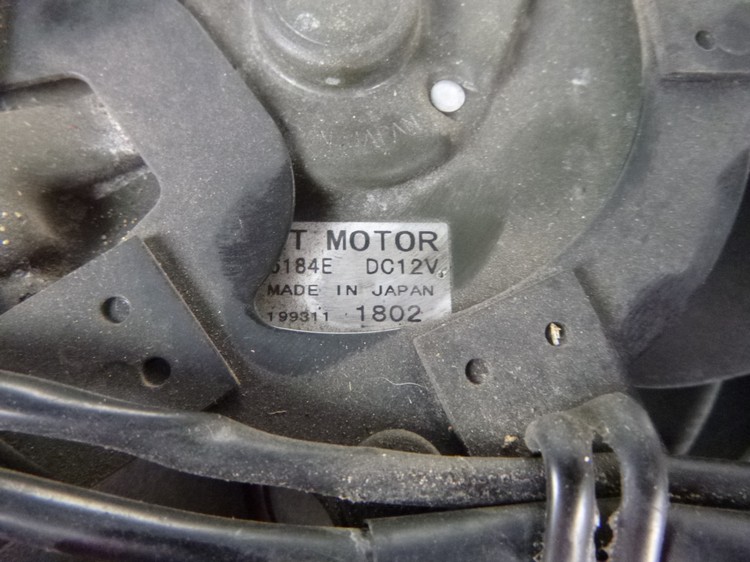 T MOTOR
6184E DC12V
MADE IN JAPAN
199311 1802